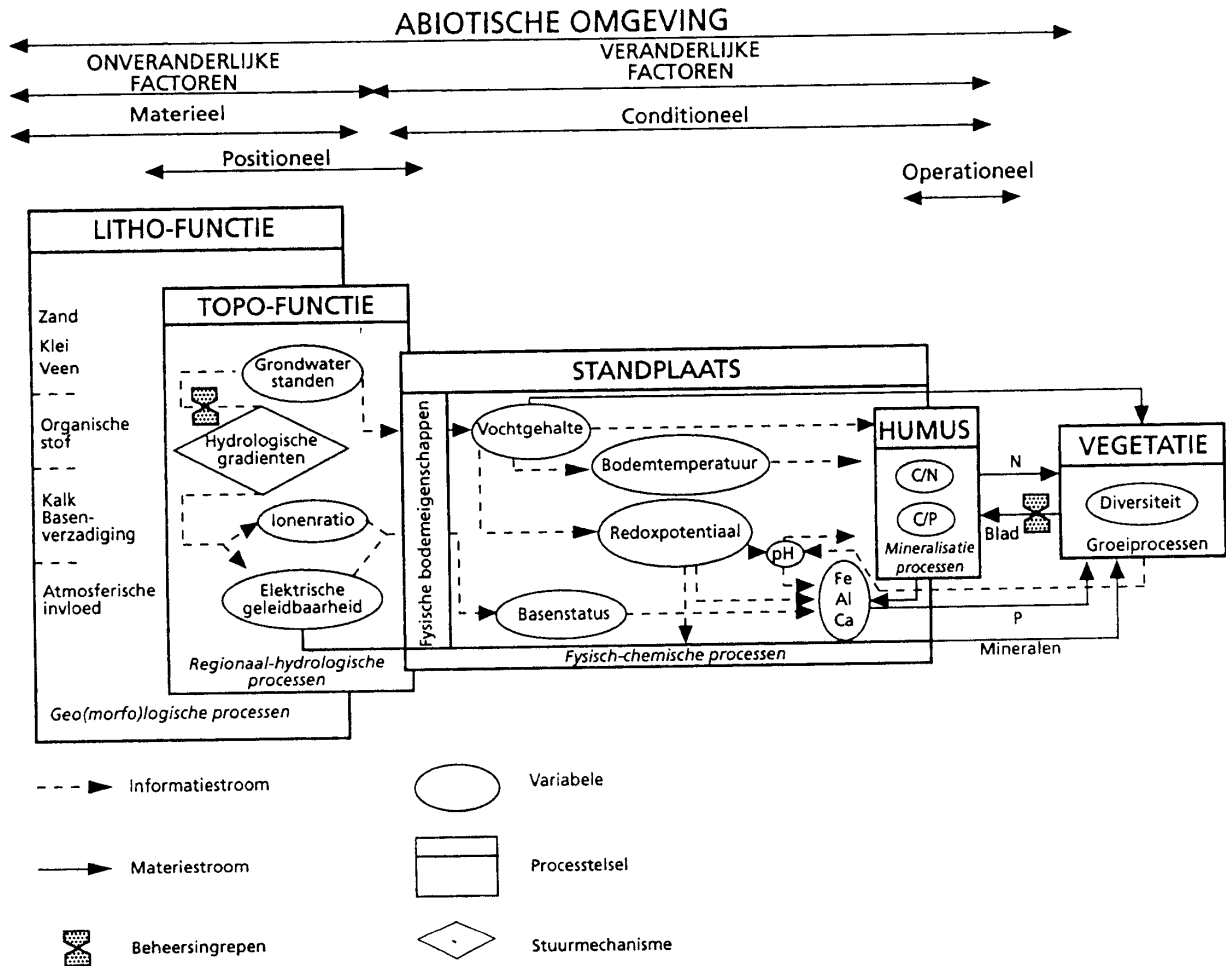 ABIOTISCHE OMGEVING
ONVERANDERLIJKE
FACTOREN
VERANDERLIJKE
FACTOREN
Materieel
Conditioneel
Positioneel
Operationeel
LITHO-FUNCTIE
Zand
Klei
Veen
Organische
stof
Kalk
Basen-
verzadiging
Atmosferische
invloed
Geo(morfo)logische processen
TOPO-FUNCTIE
Grondwater
standen
Hydrologische
gradienten
Ionenratio
Elektrische
geleidbaarheid
Regionaal-hydrologische
processen
STANDPLAATS
Fysische bodemeigenschappen
Vochtgehalte
Bodemtemperatuur
Redoxpotentiaal
pH
Basenstatus
Fe
Al
Ca
Fysisch-chemische processen
HUMUS
C/N
C/P
Mineralisatie
processen
N
Blad
P
Mineralen
VEGETATIE
Diversiteit
Groeiprocessen
Informatiestroom
Variabele
Materiestroom
Processtelsel
Beheersingrepen
Stuurmechanisme